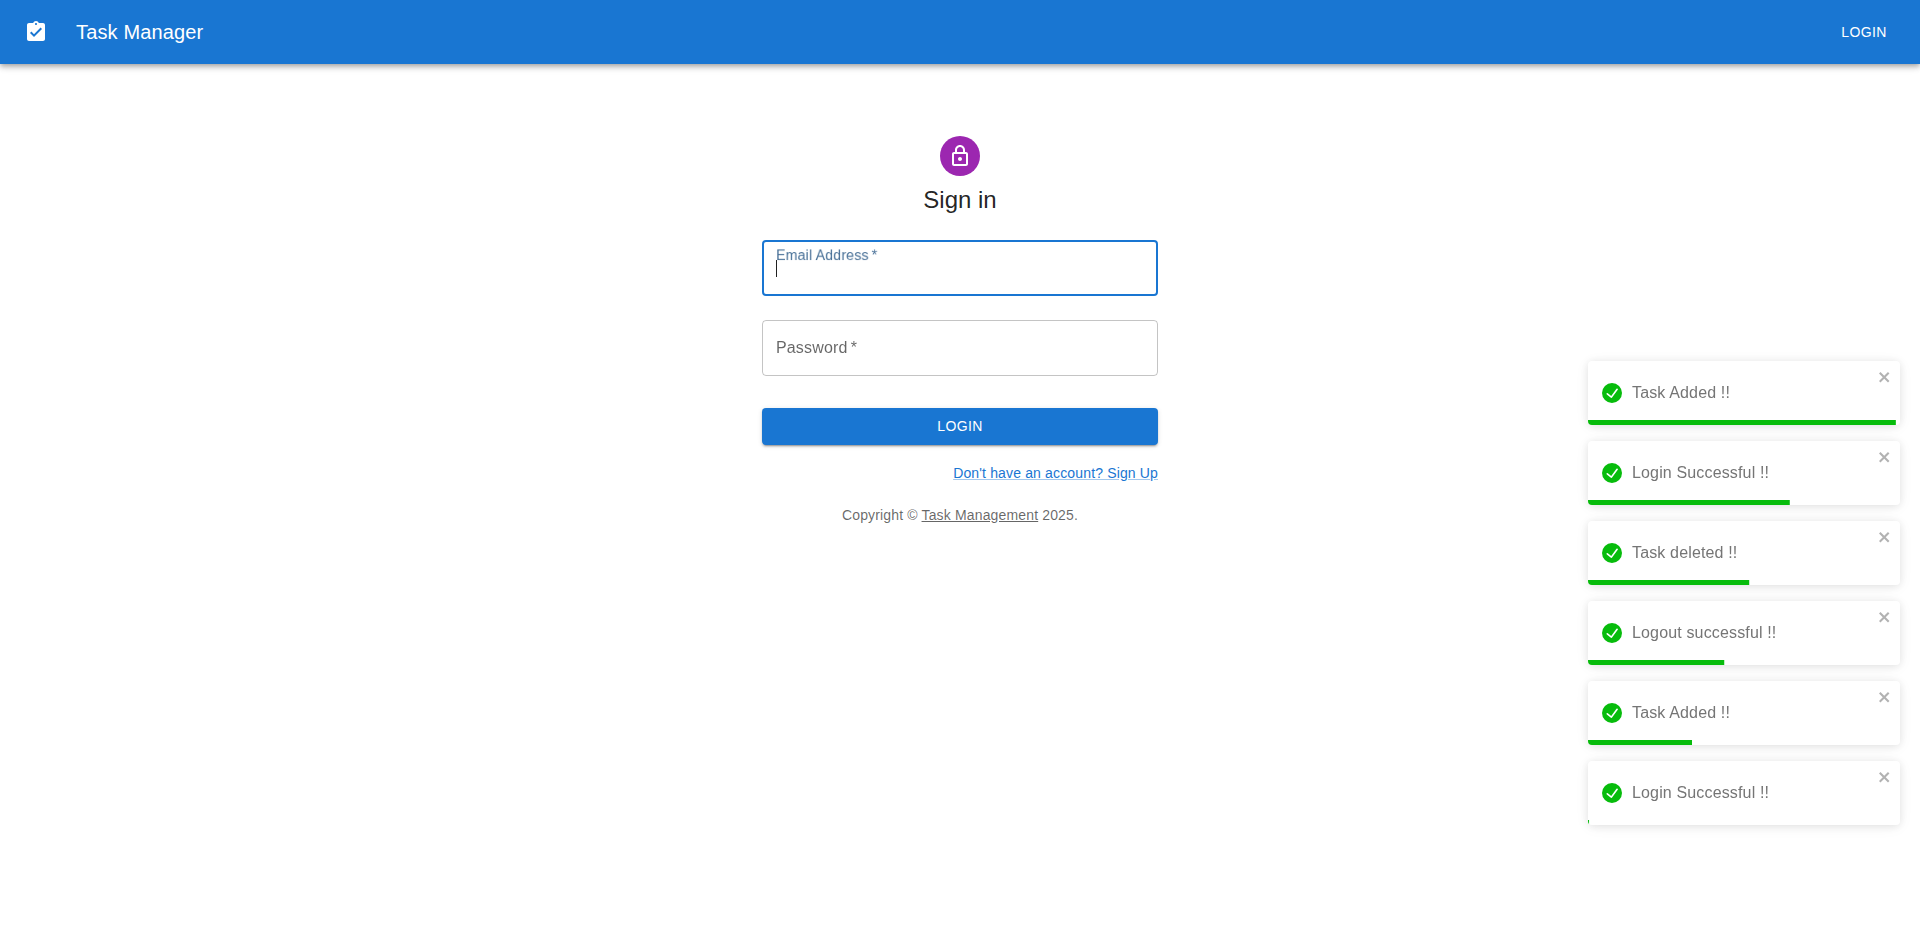 Task Manager
LOGIN
Sign in
Email Address *
Password *
LOGIN
Don't have an account? Sign Up
Copyright © Task Management 2025.
Task Added !!
Login Successful !!
Task deleted !!
Logout successful !!
Task Added !!
Login Successful !!